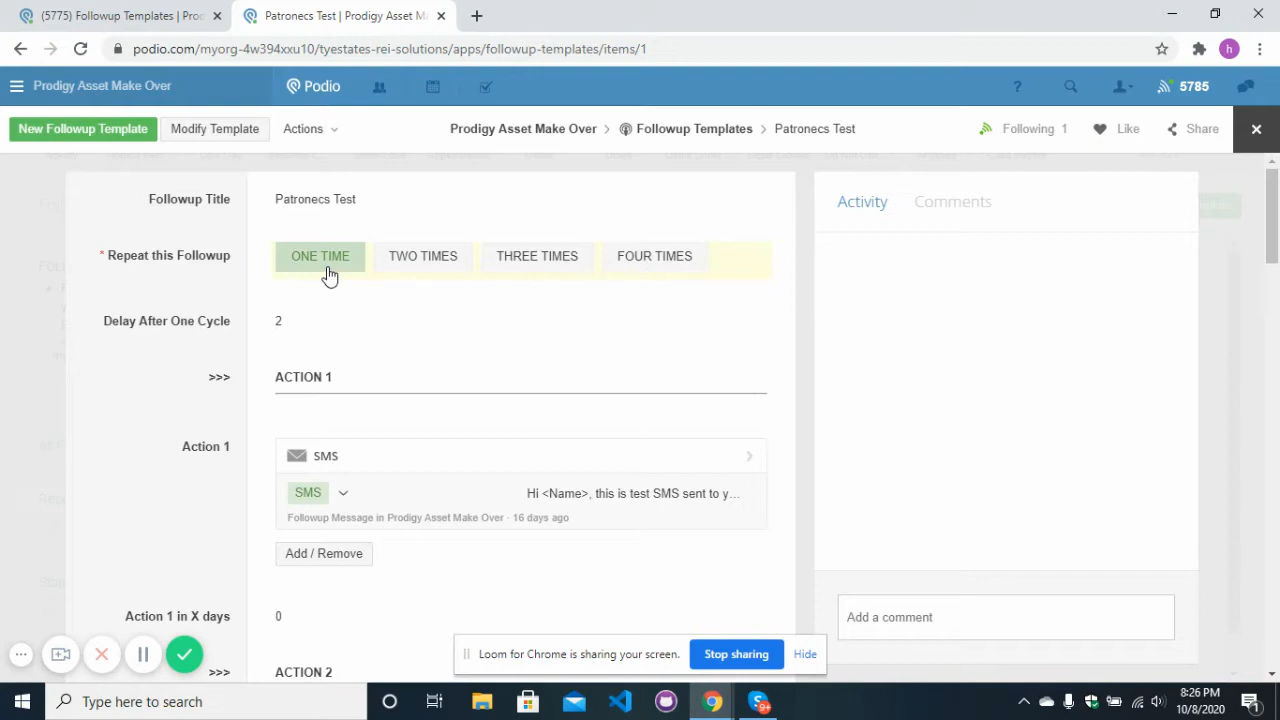 (5775) Followup Templates | Pro
Patronecs Test | Prodigy Asset Ma
podio.com/myorg-4w394xxu10/tyestates-rei-solutions/apps/followup-templates/items/1
h
Prodigy Asset Make Over
Podio
?
5785
New Followup Template
Modify Template
Actions
Prodigy Asset Make Over > Followup Templates > Patronecs Test
Following 1
Like
Share
Followup Title
Patronecs Test
* Repeat this Followup
ONE TIME
TWO TIMES
THREE TIMES
FOUR TIMES
Delay After One Cycle
2
>>>
ACTION 1
Action 1
SMS
SMS
Hi <Name>, this is test SMS sent to y...
Followup Message in Prodigy Asset Make Over · 16 days ago
Add / Remove
Action 1 in X days
0
>>>
ACTION 2
Activity
Comments
Add a comment
Loom for Chrome is sharing your screen.
Stop sharing
Hide
Type here to search
9+
8:26 PM
10/8/2020
1